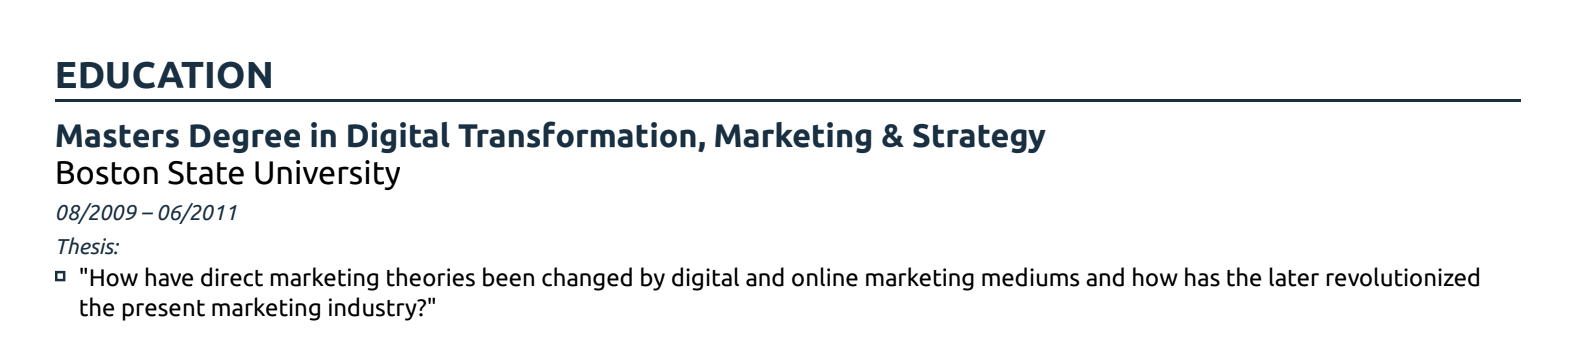 EDUCATION
Masters Degree in Digital Transformation, Marketing & Strategy
Boston State University
08/2009 – 06/2011
Thesis:
"How have direct marketing theories been changed by digital and online marketing mediums and how has the later revolutionized
the present marketing industry?"